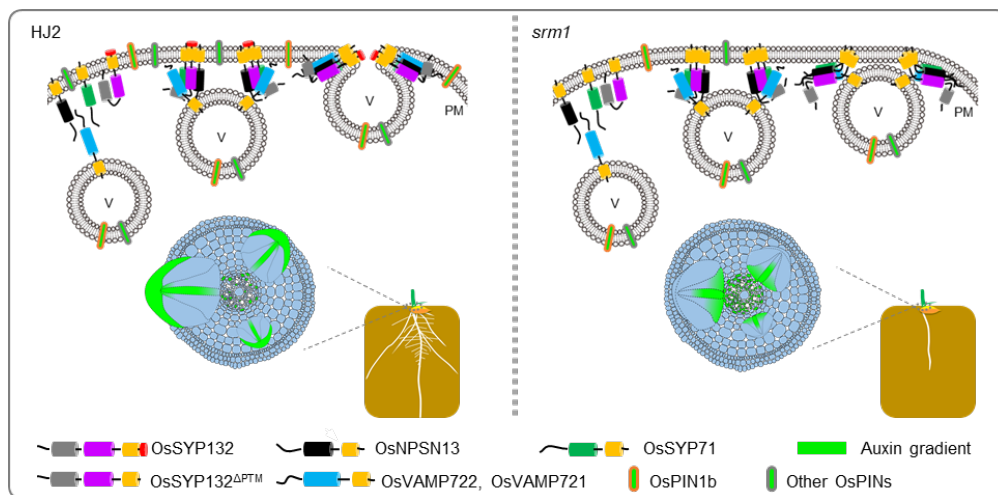 HJ2
srm1
V
V
V
PM
V
V
V
PM
OsSYP132
OsNPSN13
OsSYP71
Auxin gradient
OsSYP132ΔPTM
OsVAMP722, OsVAMP721
OsPIN1b
Other OsPINs